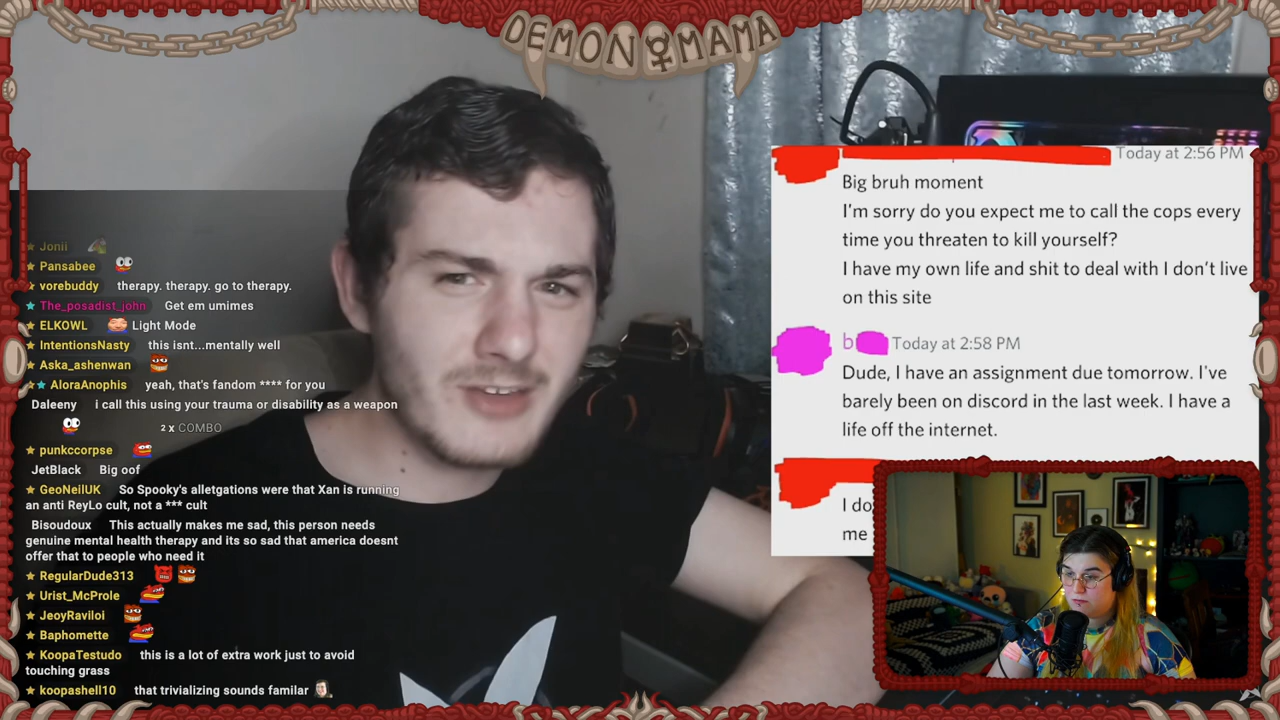 DEMON MAMA
Jonii
Pansabee
vorebuddy therapy. therapy. go to therapy.
The_posadist_john Get em umimes
ELKOWL Light Mode
IntentionsNasty this isnt...mentally well
Aska_ashenwan
AloraAnophis yeah, that's fandom **** for you
Daleeny i call this using your trauma or disability as a weapon
2 x COMBO
punkccorpse
JetBlack Big oof
GeoNeilUK So Spooky's alletgations were that Xan is running
an anti ReyLo cult, not a *** cult
Bisoudoux This actually makes me sad, this person needs
genuine mental health therapy and its so sad that america doesnt
offer that to people who need it
RegularDude313
Urist_McProle
JeoyRaviloi
Baphomette
KoopaTestudo this is a lot of extra work just to avoid
touching grass
koopashell10 that trivializing sounds familar
Today at 2:56 PM
Big bruh moment
I'm sorry do you expect me to call the cops every
time you threaten to kill yourself?
I have my own life and shit to deal with I don't live
on this site
b Today at 2:58 PM
Dude, I have an assignment due tomorrow. I've
barely been on discord in the last week. I have a
life off the internet.
I do
me